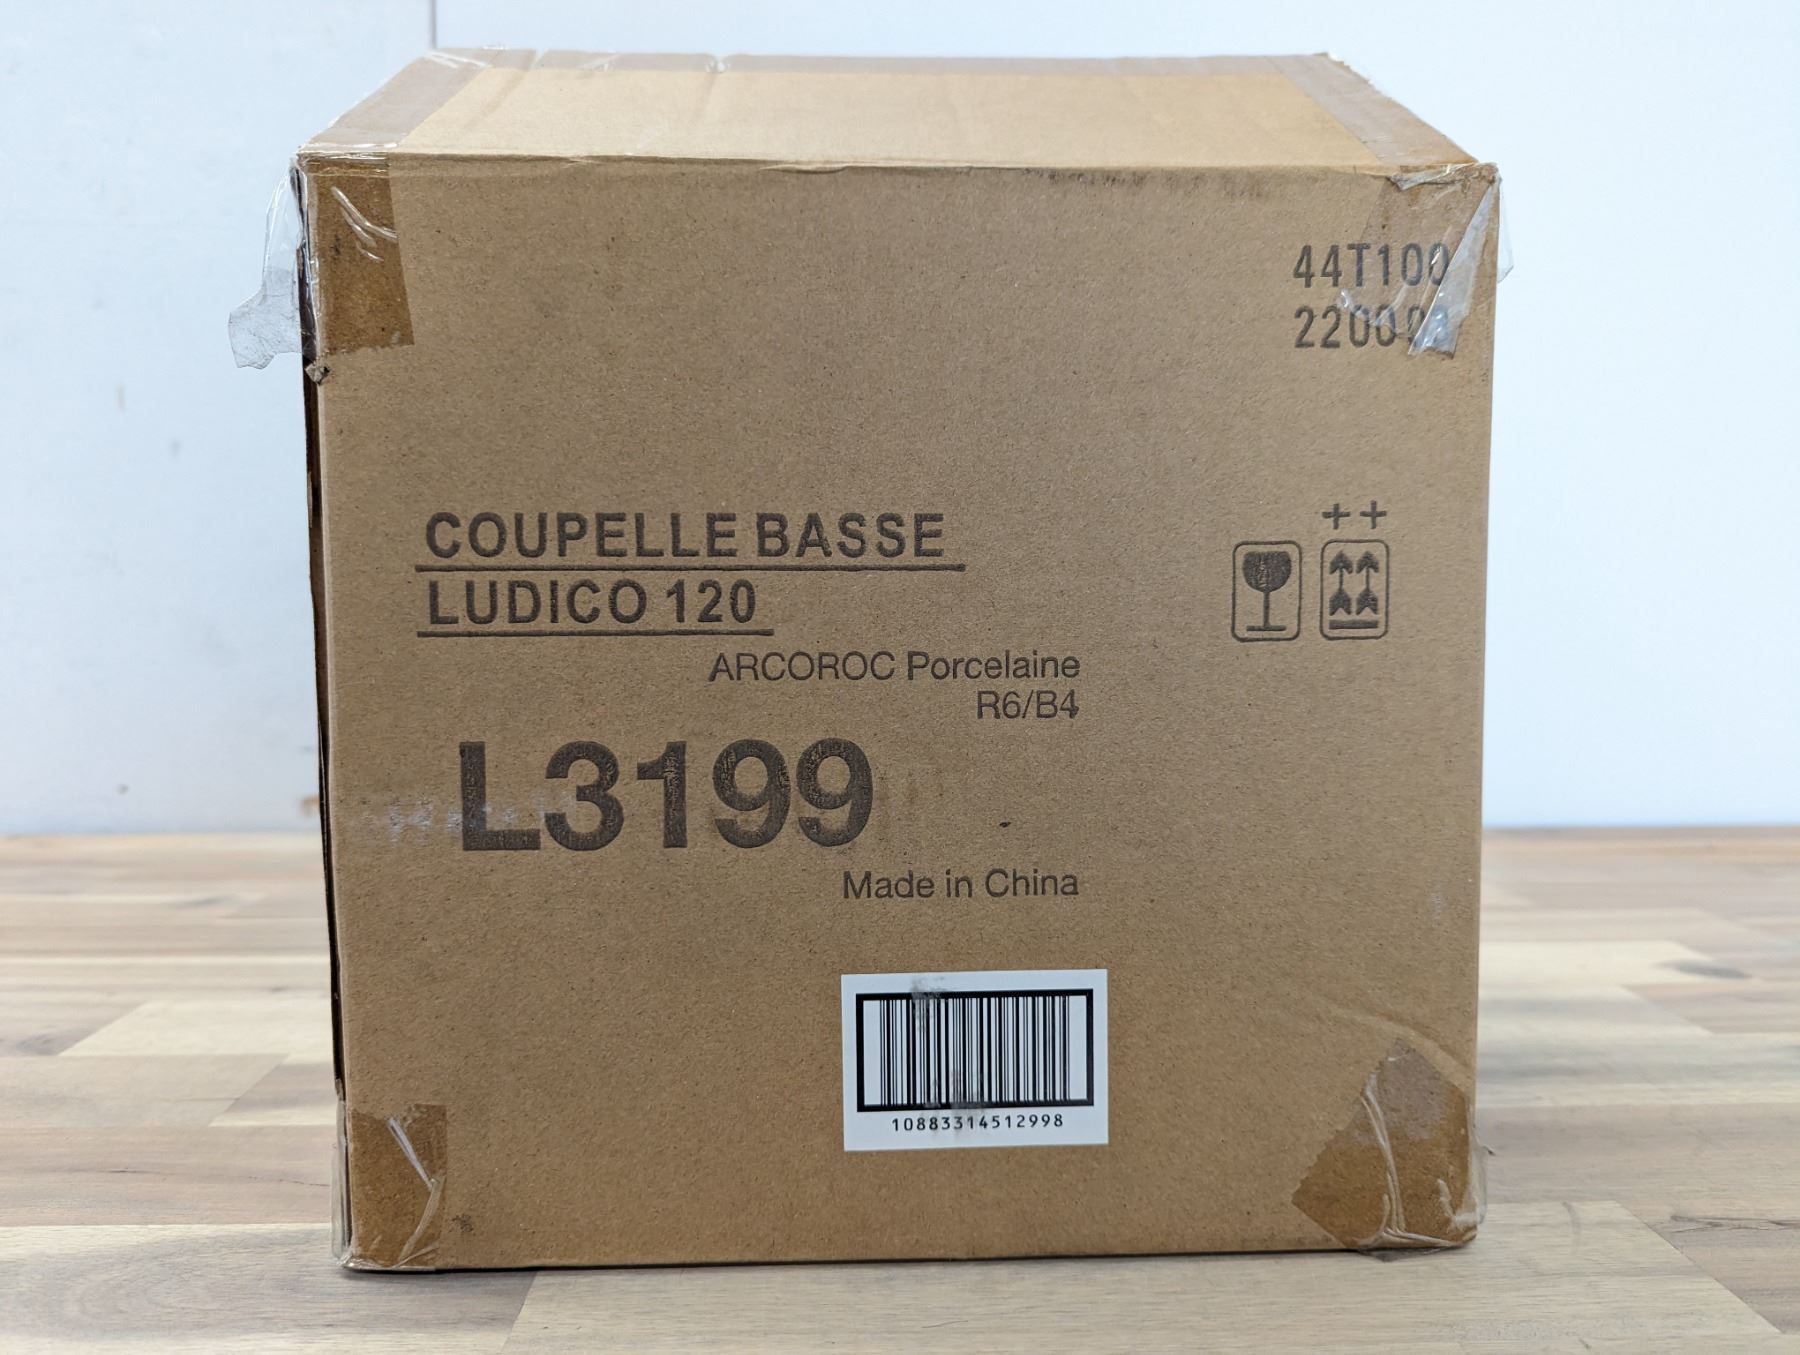 44T100
COUPELLE BASSE
LUDICO 120
ARCOROC Porcelaine
R6/B4
L3199
Made in China
10883314512998